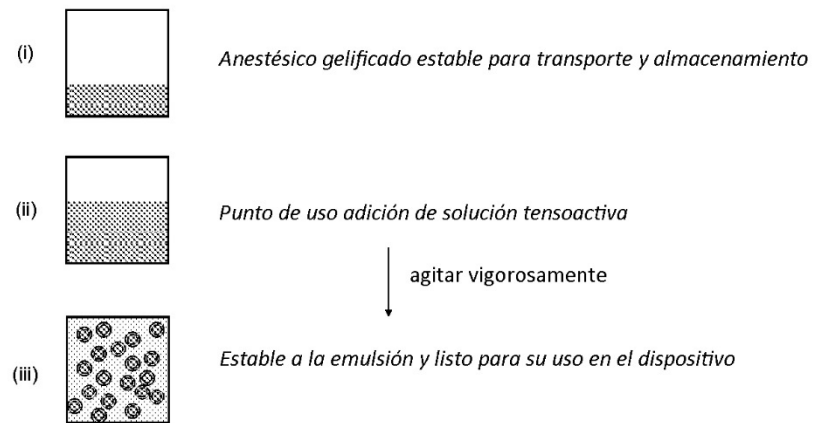 (i) Anestésico gelificado estable para transporte y almacenamiento
(ii) Punto de uso adición de solución tensoactiva
agitar vigorosamente
(iii) Estable a la emulsión y listo para su uso en el dispositivo